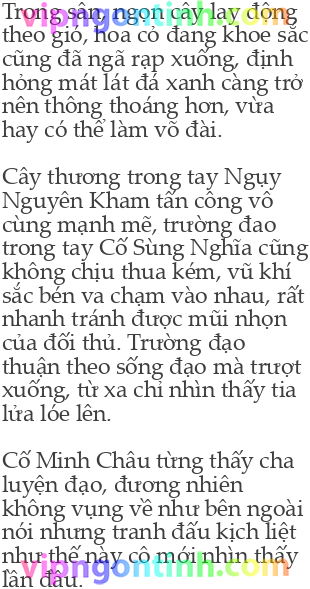 Trong sân, ngọn cây lay động
theo gió, hoa cỏ đang khoe sắc
cũng đã ngã rạp xuống, định
hỏng mát lát đá xanh càng trở
nên thông thoáng hơn, vừa
hay có thể làm võ đài.
Cây thương trong tay Ngụy
Nguyên Kham tấn công vô
cùng mạnh mẽ, trường đao
trong tay Cố Sùng Nghĩa cũng
không chịu thua kém, vũ khí
sắc bén va chạm vào nhau, rất
nhanh tránh được mũi nhọn
của đối thủ. Trường đạo
thuận theo sống đạo mà trượt
xuống, từ xa chỉ nhìn thấy tia
lửa lóe lên.
Cố Minh Châu từng thấy cha
luyện đạo, đương nhiên
không vụng về như bên ngoài
nói nhưng tranh đấu kịch liệt
như thế này cô mới nhìn thấy
lần đầu.
vipngontinh.com
vipngontinh.com